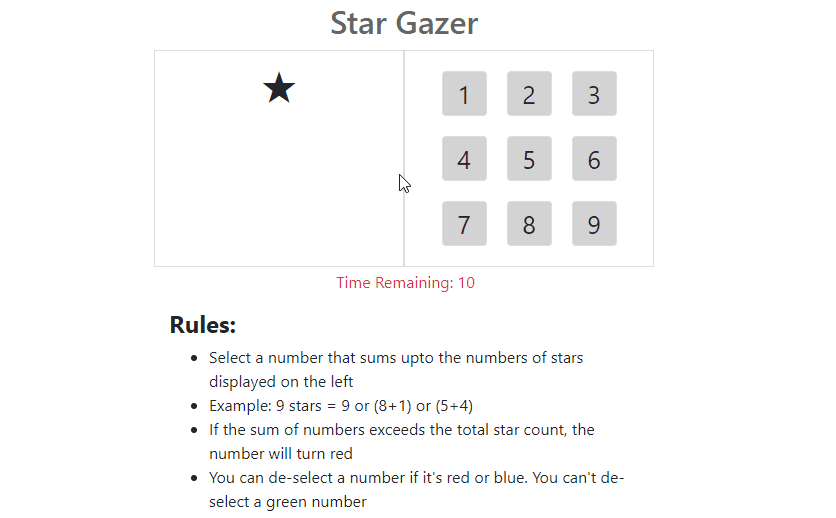 Star Gazer
★
1 2 3
4 5 6
7 8 9
Time Remaining: 10
Rules:
• Select a number that sums upto the numbers of stars
displayed on the left
• Example: 9 stars = 9 or (8+1) or (5+4)
• If the sum of numbers exceeds the total star count, the
number will turn red
• You can de-select a number if it's red or blue. You can't de-
select a green number